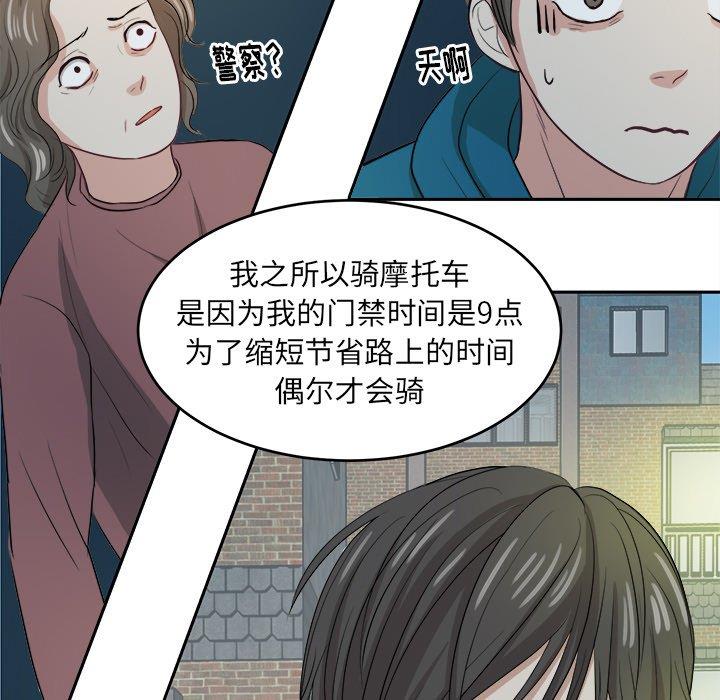 警察?
天啊
我之所以骑摩托车
是因为我的门禁时间是9点
为了缩短节省路上的时间
偶尔才会骑